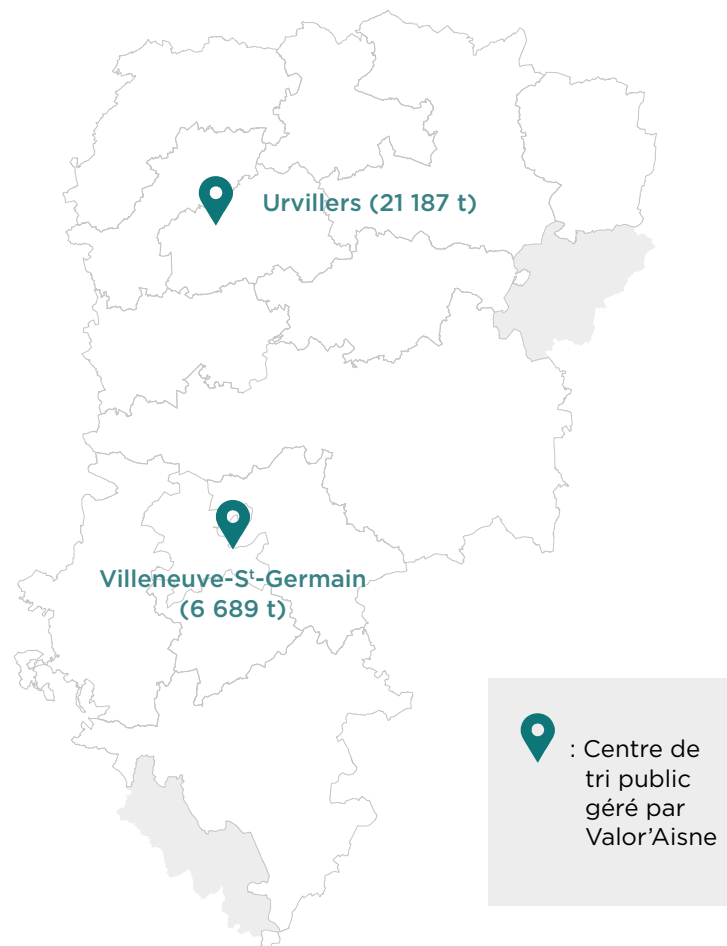 Urvillers (21 187 t)
Villeneuve-Sᵗ-Germain
(6 689 t)
: Centre de
tri public
géré par
Valor’Aisne